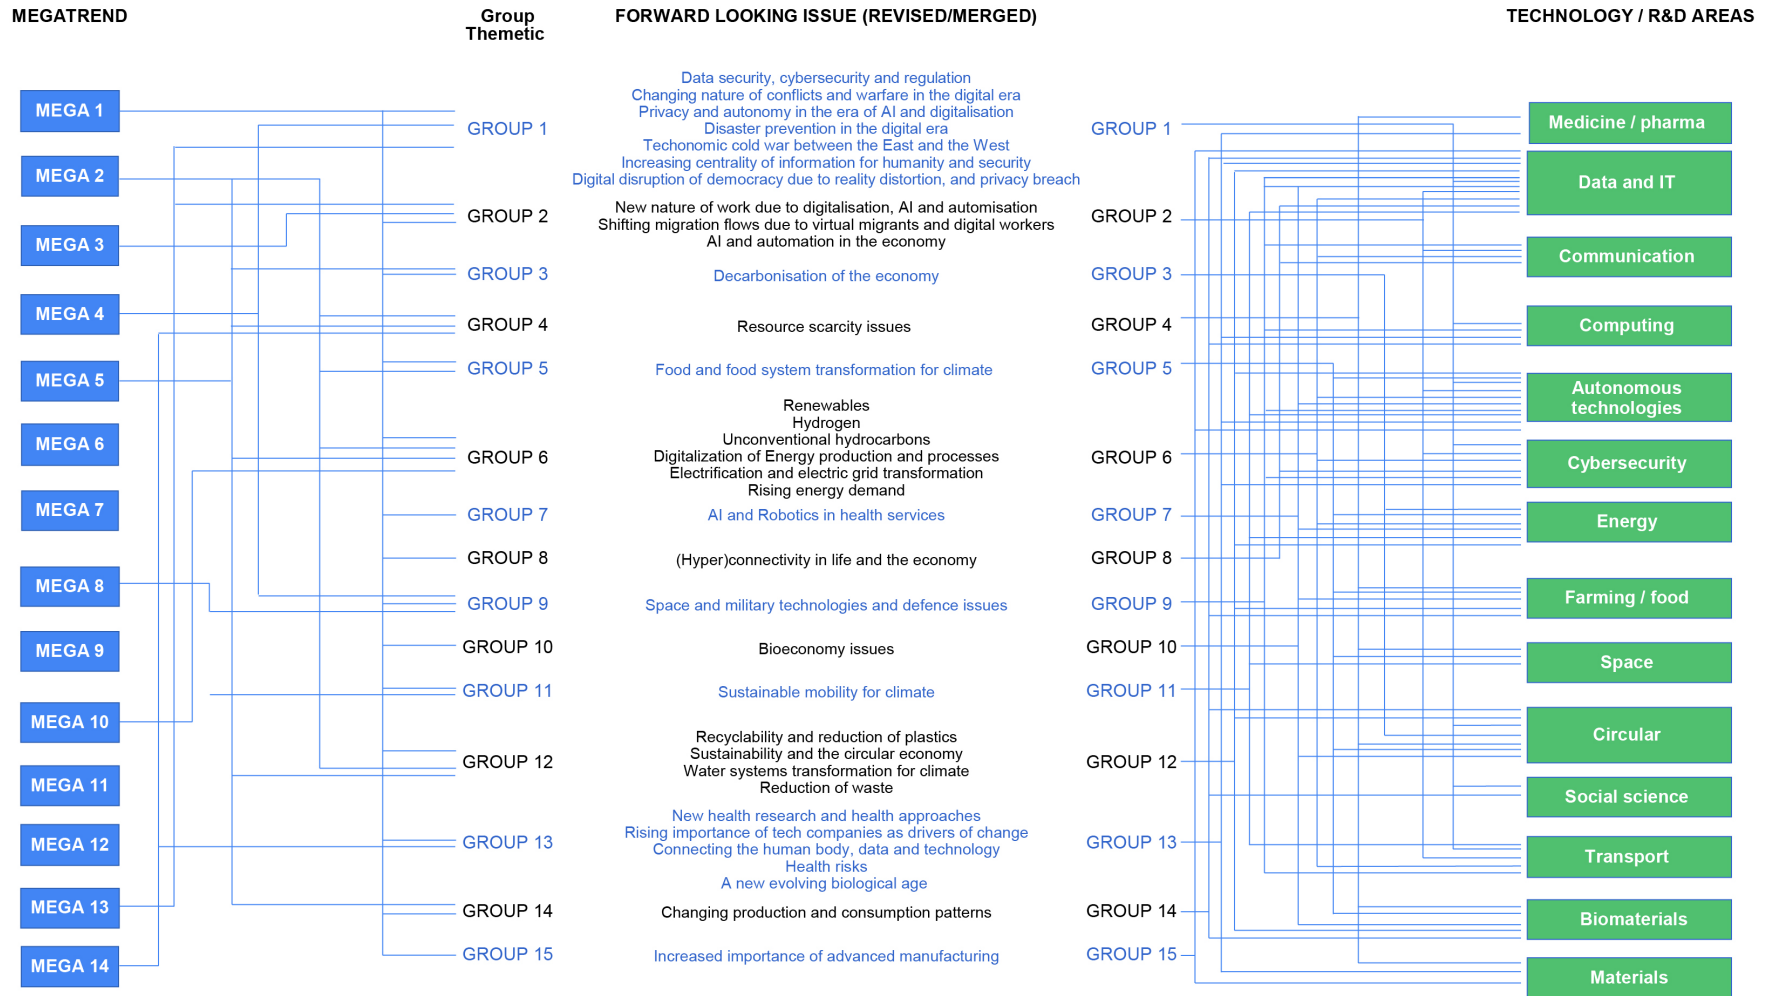 MEGATREND
Group
Themetic
FORWARD LOOKING ISSUE (REVISED/MERGED)
TECHNOLOGY / R&D AREAS
MEGA 1
MEGA 2
MEGA 3
MEGA 4
MEGA 5
MEGA 6
MEGA 7
MEGA 8
MEGA 9
MEGA 10
MEGA 11
MEGA 12
MEGA 13
MEGA 14
GROUP 1
GROUP 2
GROUP 3
GROUP 4
GROUP 5
GROUP 6
GROUP 7
GROUP 8
GROUP 9
GROUP 10
GROUP 11
GROUP 12
GROUP 13
GROUP 14
GROUP 15
Data security, cybersecurity and regulation
Changing nature of conflicts and warfare in the digital era
Privacy and autonomy in the era of AI and digitalisation
Disaster prevention in the digital era
Techonomic cold war between the East and the West
Increasing centrality of information for humanity and security
Digital disruption of democracy due to reality distortion, and privacy breach
New nature of work due to digitalisation, AI and automisation
Shifting migration flows due to virtual migrants and digital workers
AI and automation in the economy
Decarbonisation of the economy
Resource scarcity issues
Food and food system transformation for climate
Renewables
Hydrogen
Unconventional hydrocarbons
Digitalization of Energy production and processes
Electrification and electric grid transformation
Rising energy demand
AI and Robotics in health services
(Hyper)connectivity in life and the economy
Space and military technologies and defence issues
Bioeconomy issues
Sustainable mobility for climate
Recyclability and reduction of plastics
Sustainability and the circular economy
Water systems transformation for climate
Reduction of waste
New health research and health approaches
Rising importance of tech companies as drivers of change
Connecting the human body, data and technology
Health risks
A new evolving biological age
Changing production and consumption patterns
Increased importance of advanced manufacturing
GROUP 1
GROUP 2
GROUP 3
GROUP 4
GROUP 5
GROUP 6
GROUP 7
GROUP 8
GROUP 9
GROUP 10
GROUP 11
GROUP 12
GROUP 13
GROUP 14
GROUP 15
Medicine / pharma
Data and IT
Communication
Computing
Autonomous
technologies
Cybersecurity
Energy
Farming / food
Space
Circular
Social science
Transport
Biomaterials
Materials